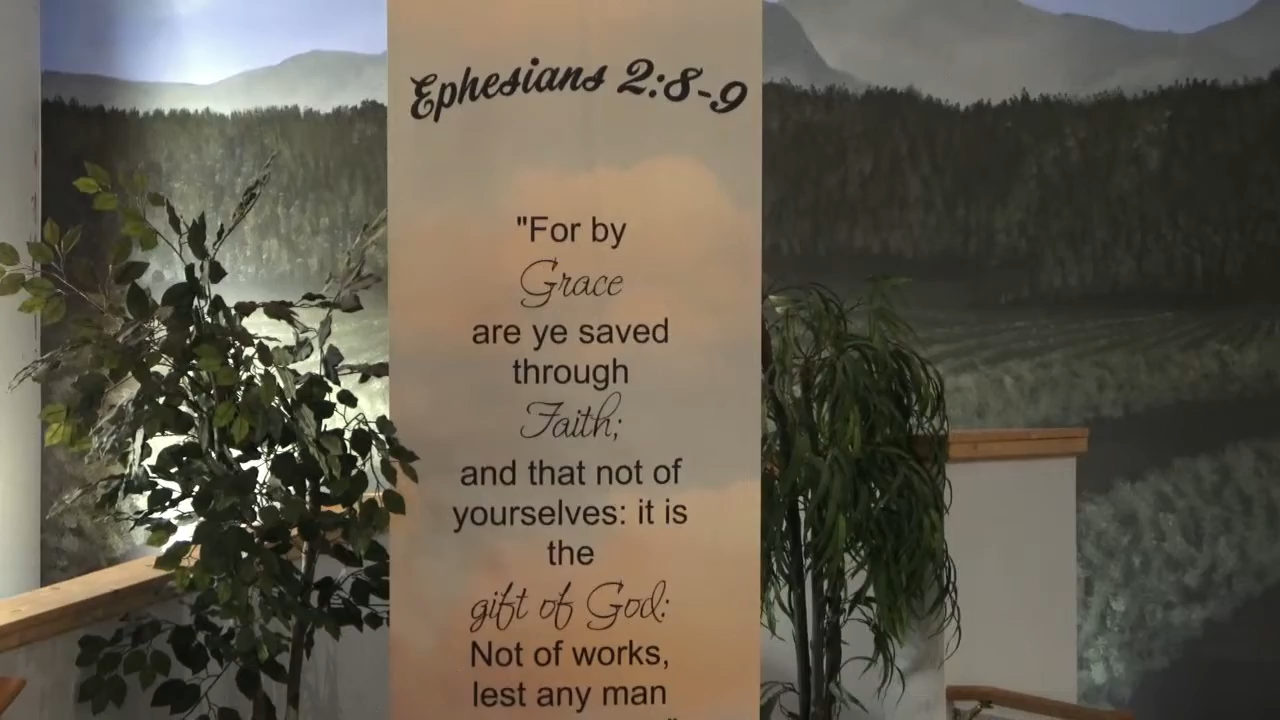 Ephesians 2:8-9
"For by
Grace
are ye saved
through
Faith;
and that not of
yourselves: it is
the
gift of God:
Not of works,
lest any man